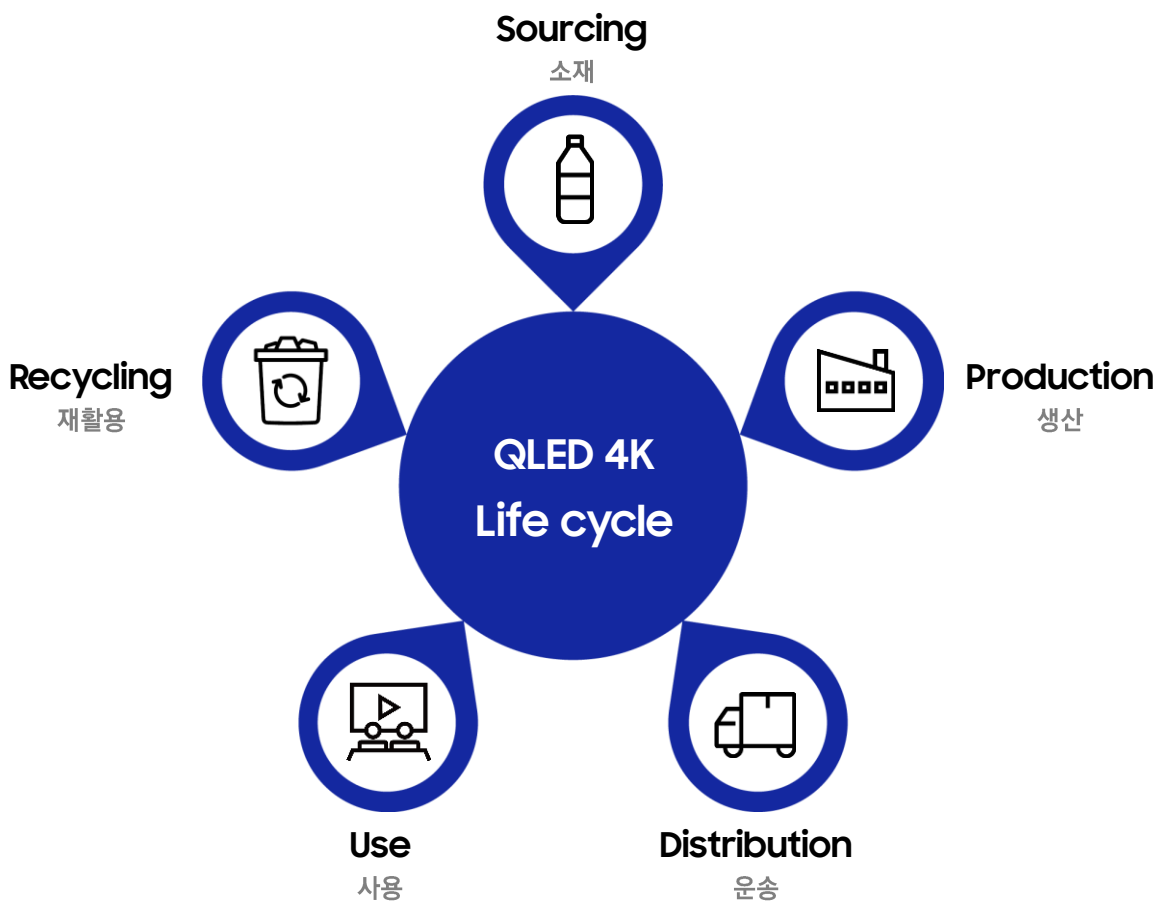 Sourcing
소재
Recycling
재활용
Production
생산
QLED 4K
Life cycle
Use
사용
Distribution
운송